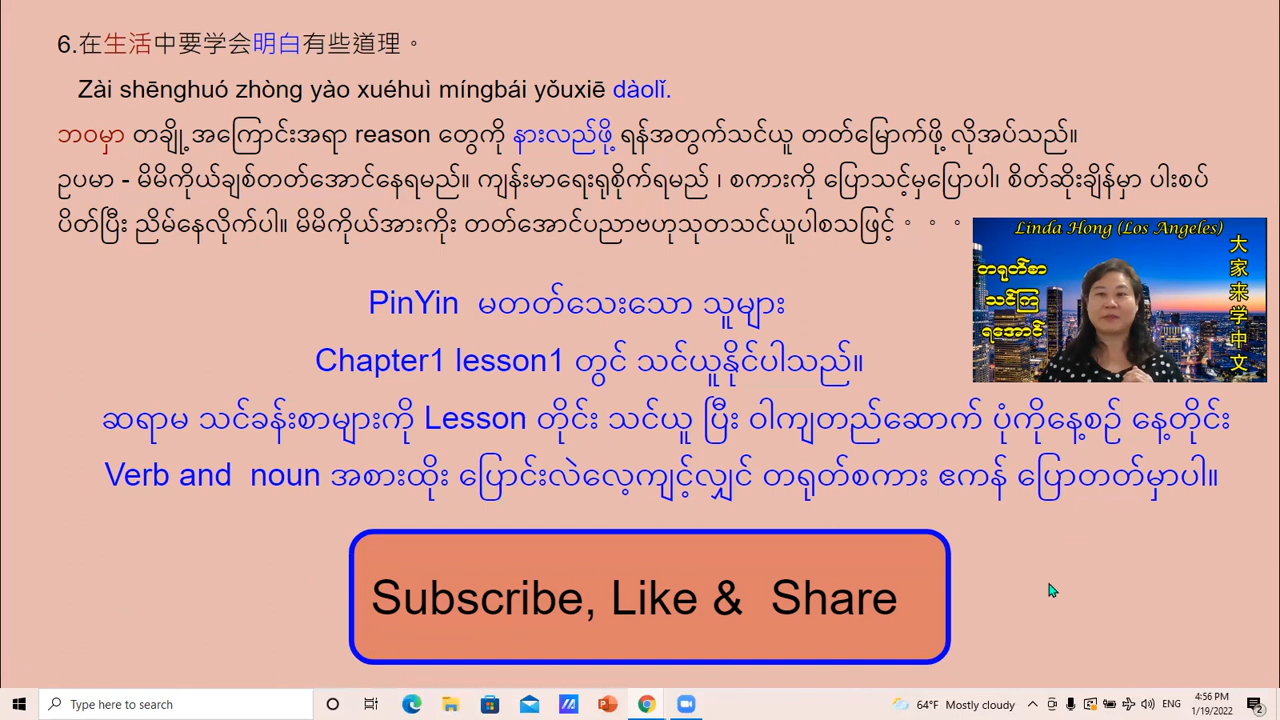 6.在生活中要学会明白有些道理。
Zài shēnghuó zhòng yào xuéhuì míngbái yǒuxiē dàolǐ.
ဘဝမှာ တချို့ အကြောင်းအရာ reason တွေကို နားလည်ဖို့ ရန်အတွက်သင်ယူ တတ်မြောက်ဖို့ လိုအပ်သည်။
ဥပမာ - မိမိကိုယ်ချစ်တတ်အောင်နေရမည်။ ကျန်းမာရေးရုစိုက်ရမည် ၊ စကားကို ပြောသင့်မှပြောပါ၊ စိတ်ဆိုးချိန်မှာ ပါးစပ်
ပိတ်ပြီး ညိမ်နေလိုက်ပါ။ မိမိကိုယ်အားကိုး တတ်အောင်ပညာဗဟုသုတသင်ယူပါစသဖြင့်。。。
Linda Hong (Los Angeles)
တရုတ်စာ
သင်ကြ
ရအောင်
大家来学中文
PinYin မတတ်သေးသော သူများ
Chapter1 lesson1 တွင် သင်ယူနိုင်ပါသည်။
ဆရာမ သင်ခန်းစာများကို Lesson တိုင်း သင်ယူ ပြီး ဝါကျတည်ဆောက် ပုံကိုနေ့စဉ် နေ့တိုင်း
Verb and noun အစားထိုး ပြောင်းလဲလေ့ကျင့်လျှင် တရုတ်စကား ဧကန် ပြောတတ်မှာပါ။
Subscribe, Like & Share
Type here to search
64°F Mostly cloudy
ENG
4:56 PM
1/19/2022
2